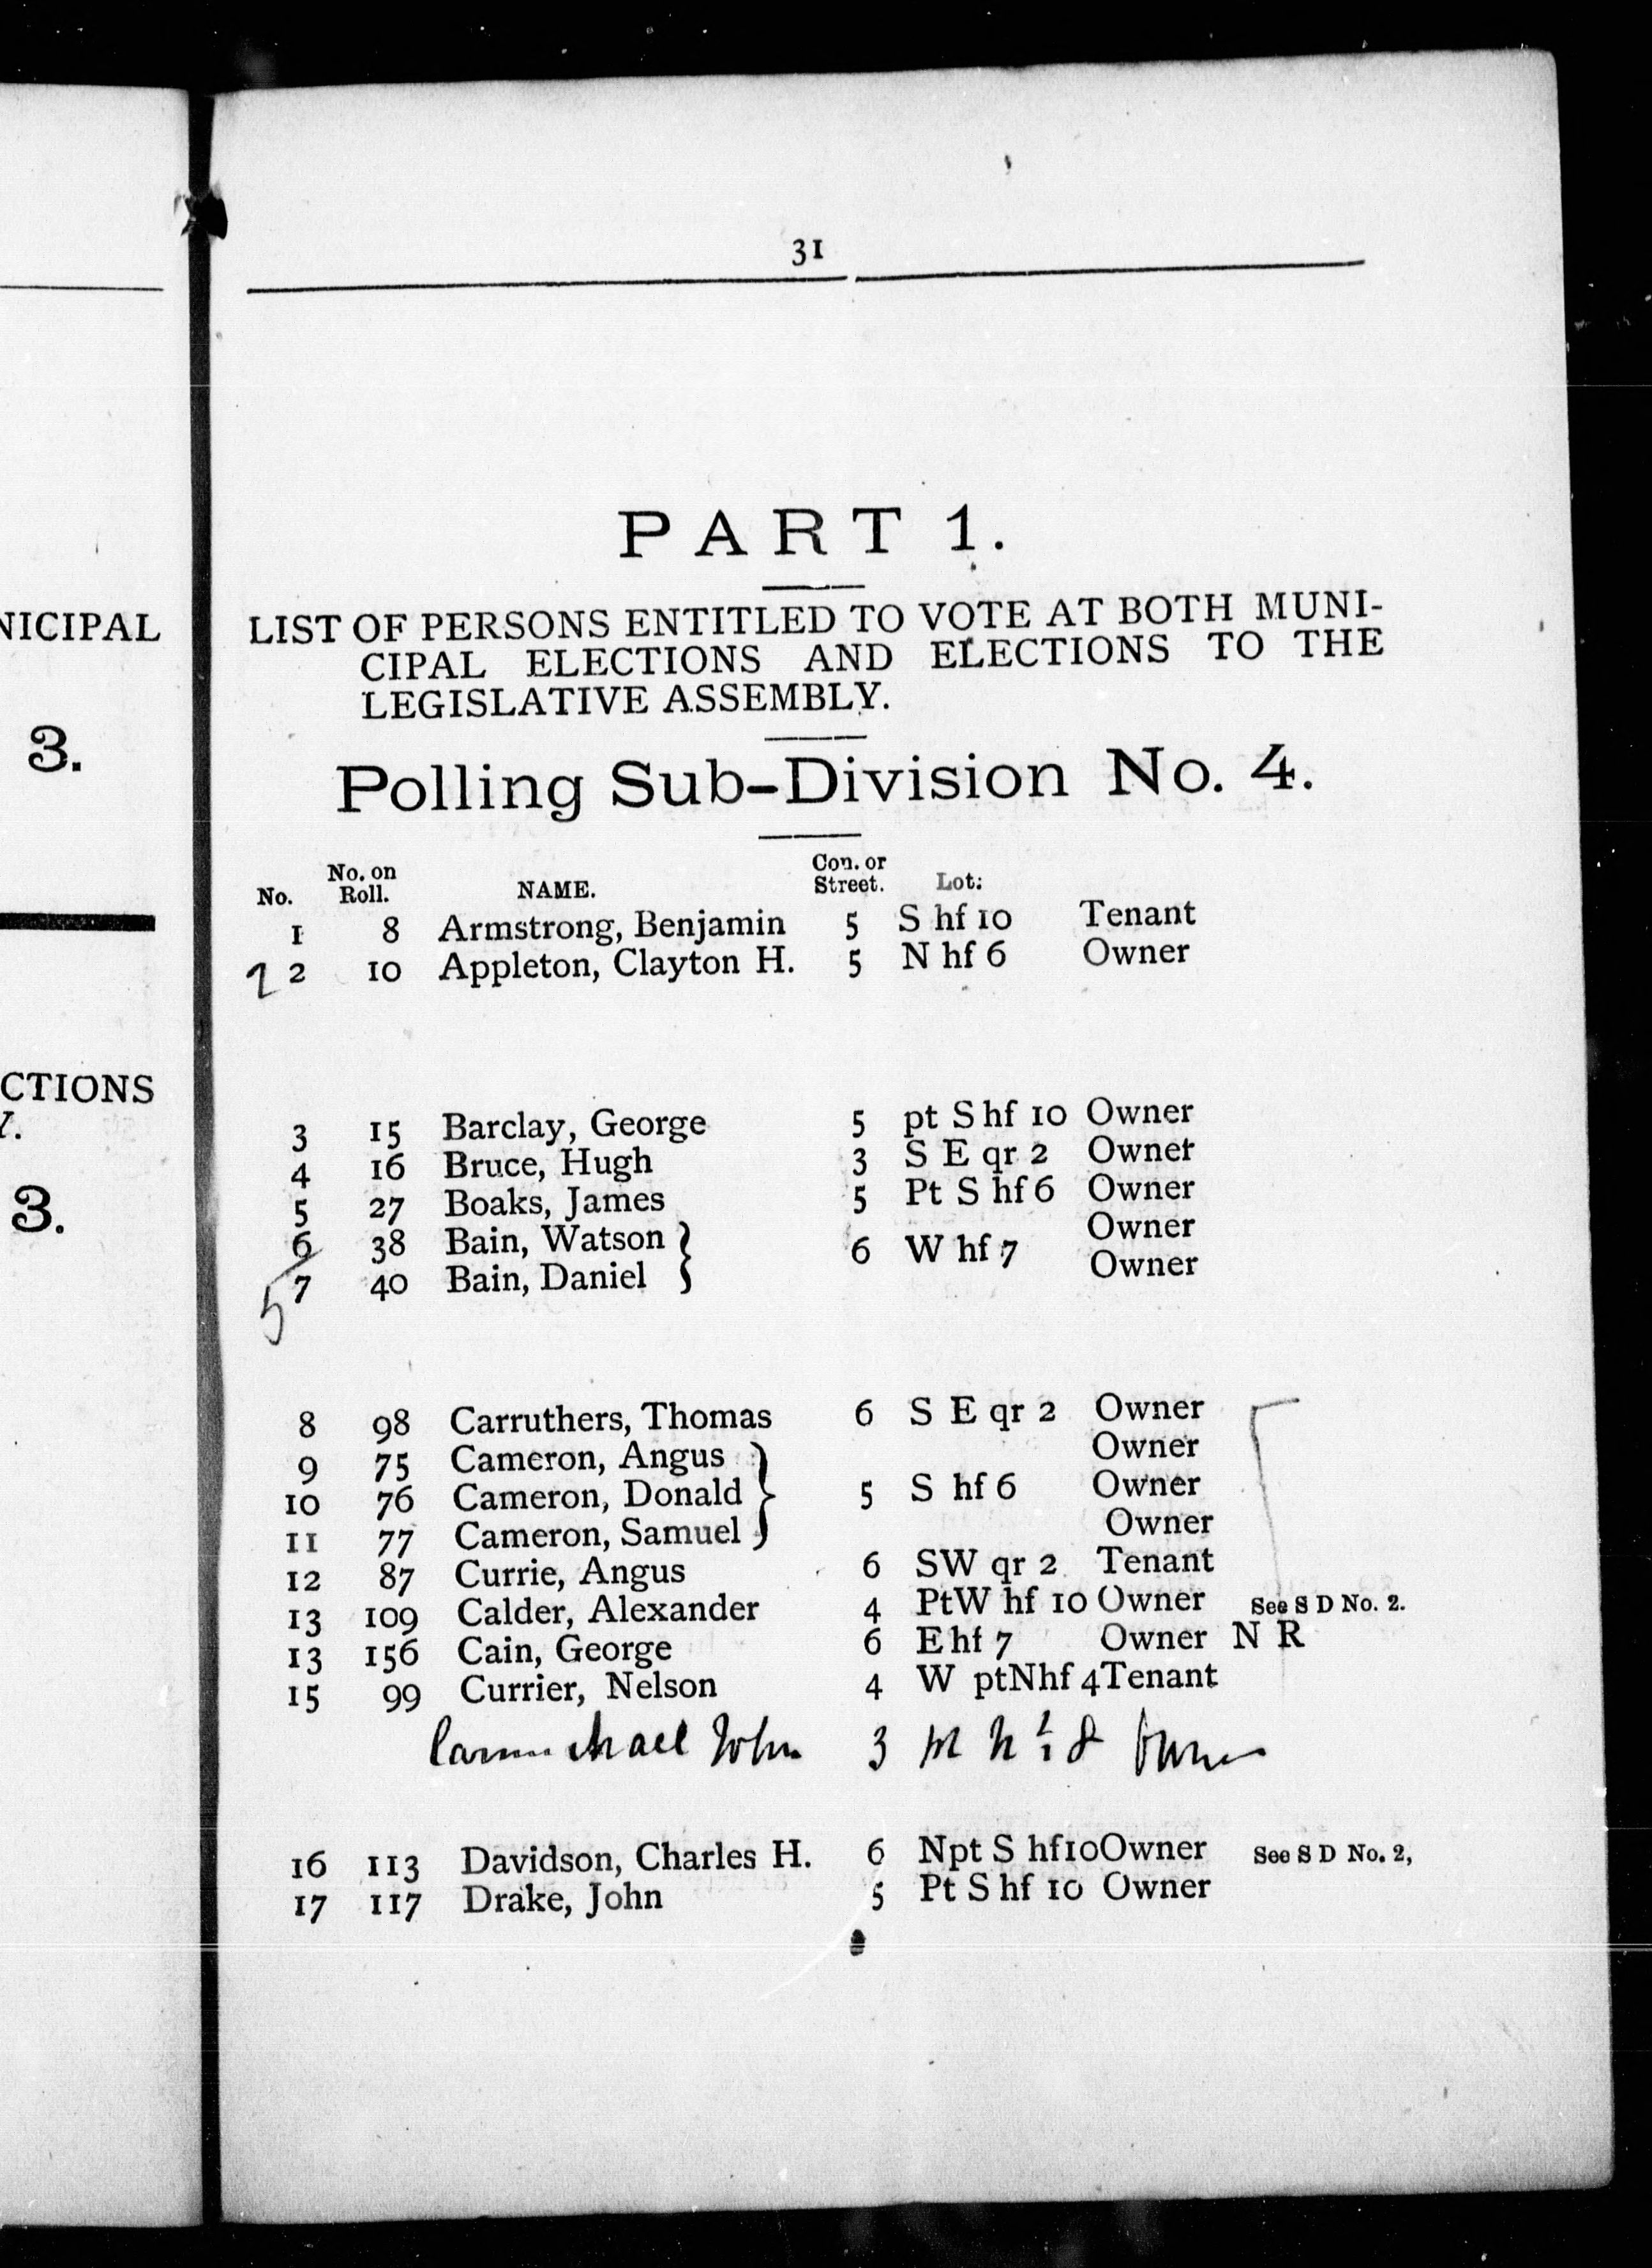 NICIPAL
3.
CTIONS
Y.
3.
31
PART 1.
LIST OF PERSONS ENTITLED TO VOTE AT BOTH MUNI-
CIPAL ELECTIONS AND ELECTIONS TO THE
LEGISLATIVE ASSEMBLY.
Polling Sub-Division No. 4.
No. No. on Roll. NAME. Con. or Street. Lot:
1 8 Armstrong, Benjamin 5 S hf 10 Tenant
2 10 Appleton, Clayton H. 5 N hf 6 Owner
3 15 Barclay, George 5 pt S hf 10 Owner
4 16 Bruce, Hugh 3 S E qr 2 Owner
5 27 Boaks, James 5 Pt S hf 6 Owner
6 38 Bain, Watson } 6 W hf 7 Owner
5 7 40 Bain, Daniel } Owner
8 98 Carruthers, Thomas 6 S E qr 2 Owner
9 75 Cameron, Angus } Owner
10 76 Cameron, Donald } 5 S hf 6 Owner
11 77 Cameron, Samuel } Owner
12 87 Currie, Angus 6 SW qr 2 Tenant
13 109 Calder, Alexander 4 PtW hf 10 Owner See S D No. 2.
13 156 Cain, George 6 E hf 7 Owner N R
15 99 Currier, Nelson 4 W ptNhf 4Tenant
Carmichael John 3 pt N ½ 8 Owner
16 113 Davidson, Charles H. 6 Npt S hf10Owner See S D No. 2,
17 117 Drake, John 5 Pt S hf 10 Owner